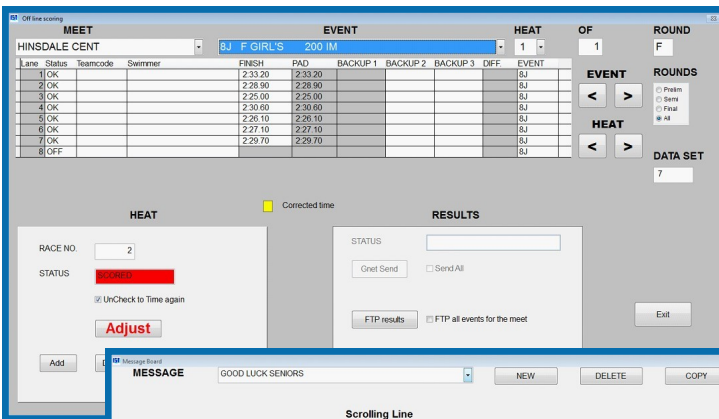 IST Off line scoring
MEET EVENT HEAT OF ROUND
HINSDALE CENT 8J F GIRL'S 200 IM 1 1 F
Lane Status Teamcode Swimmer FINISH PAD BACKUP 1 BACKUP 2 BACKUP 3 DIFF. EVENT
1 OK 2:33.20 2:33.20 8J
2 OK 2:28.90 2:28.90 8J
3 OK 2:25.00 2:25.00 8J
4 OK 2:30.60 2:30.60 8J
5 OK 2:26.10 2:26.10 8J
6 OK 2:27.10 2:27.10 8J
7 OK 2:29.70 2:29.70 8J
8 OFF 8J
EVENT
< >
HEAT
< >
ROUNDS
Prelim
Semi
Final
All
DATA SET
7
Corrected time
HEAT
RACE NO. 2
STATUS SCORED
UnCheck to Time again
Adjust
Add
RESULTS
STATUS
Gnet Send Send All
FTP results FTP all events for the meet
Exit
IST Message Board
MESSAGE GOOD LUCK SENIORS NEW DELETE COPY
Scrolling Line